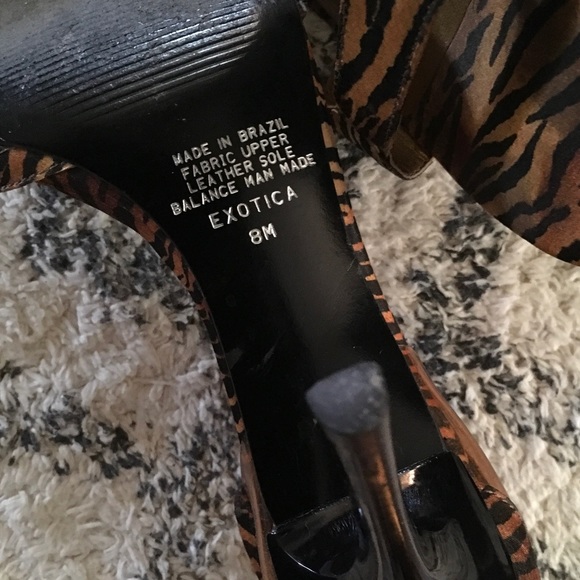 MADE IN BRAZIL
FABRIC UPPER
LEATHER SOLE
BALANCE MAN MADE
EXOTICA
8M